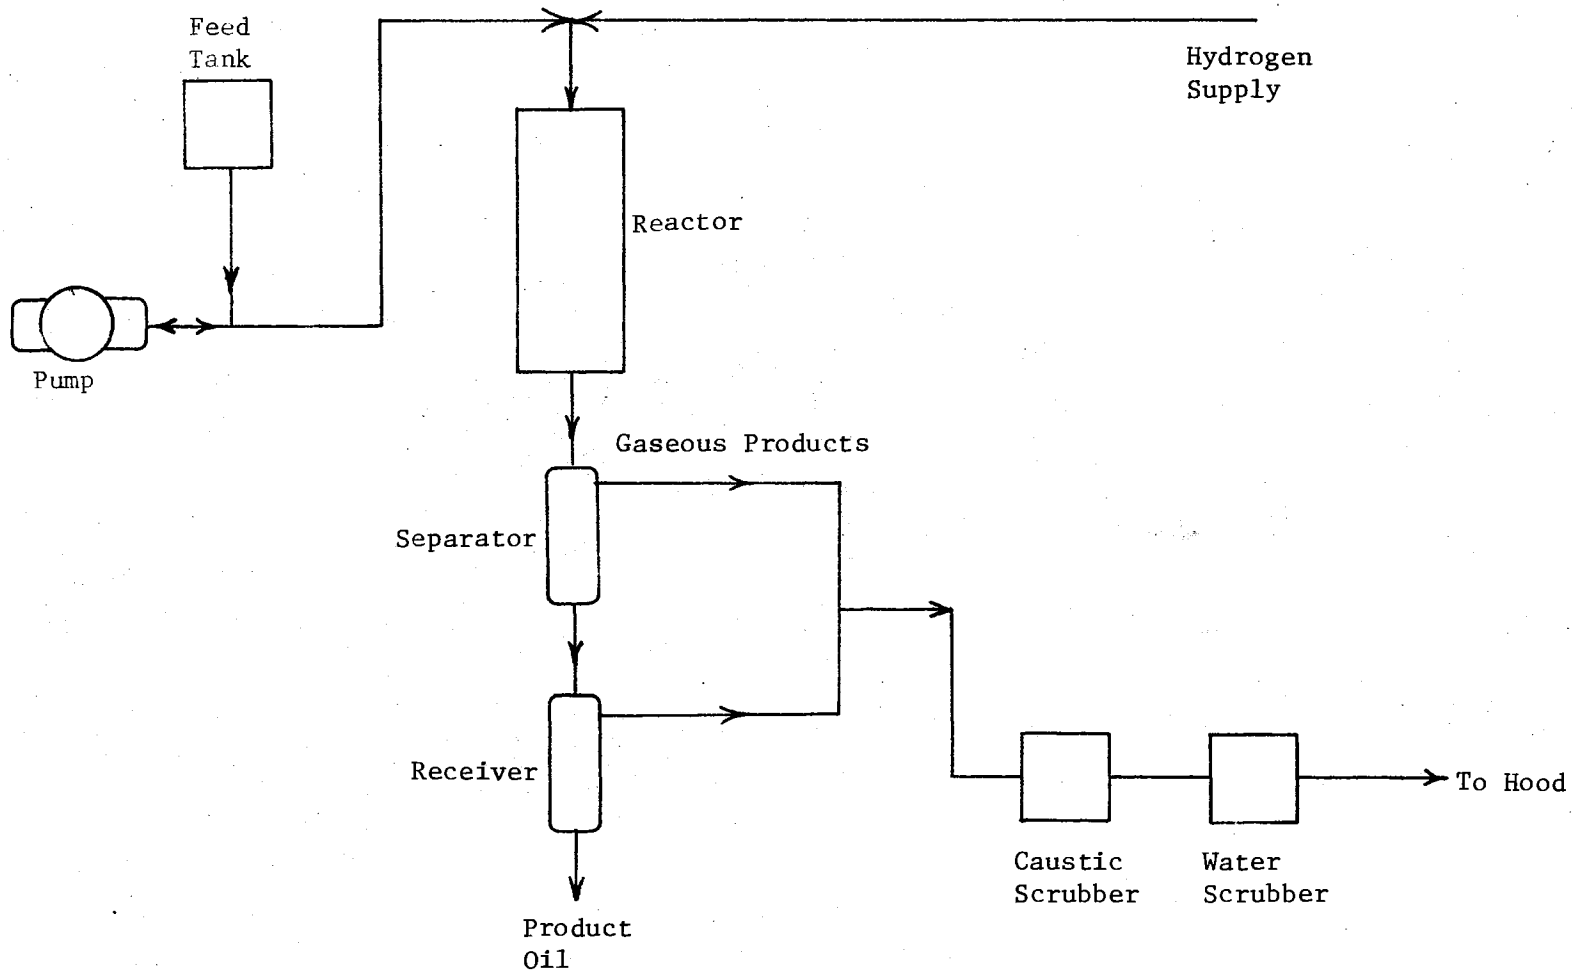 Feed
Tank
Hydrogen
Supply
Reactor
Pump
Gaseous Products
Separator
Receiver
To Hood
Caustic
Scrubber
Water
Scrubber
Product
Oil